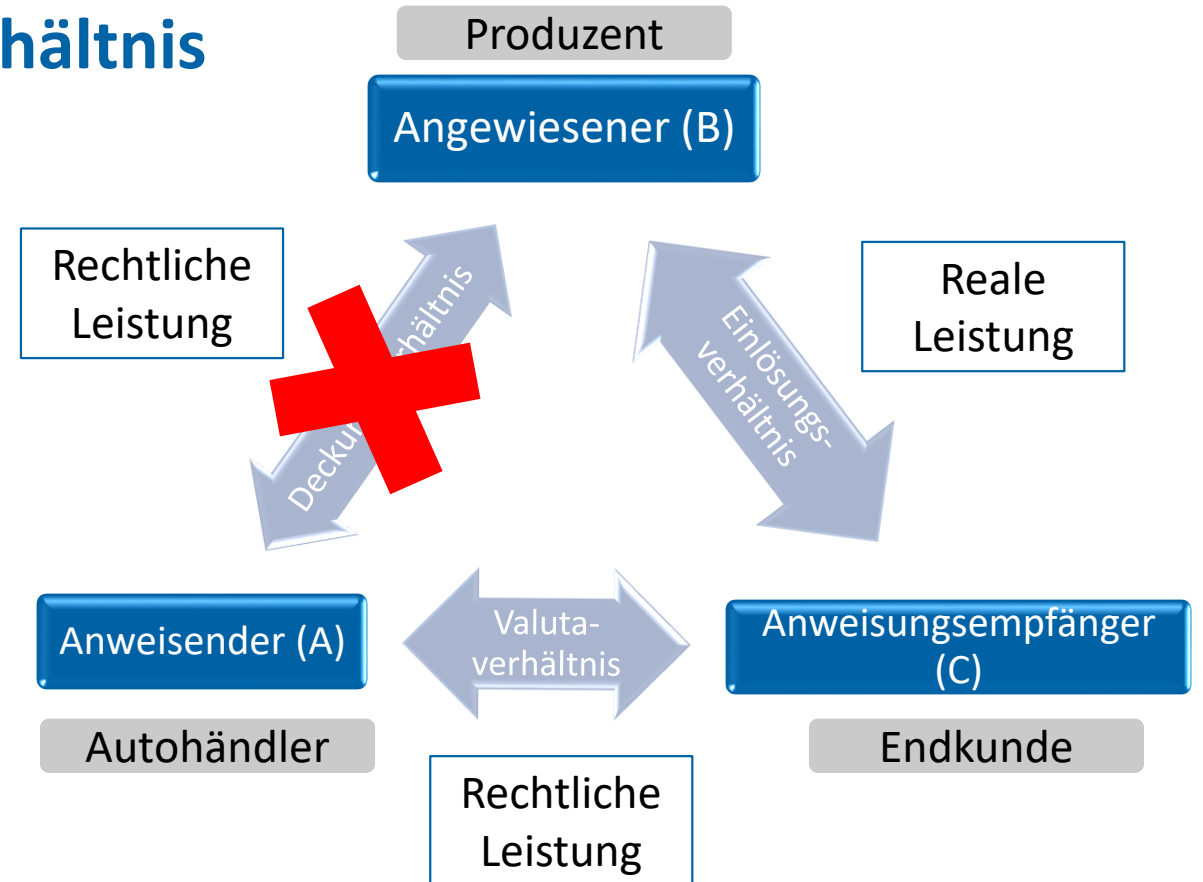 hältnis
Produzent
Angewiesener (B)
Rechtliche
Leistung
Reale
Leistung
Einlösungs-
verhältnis
Anweisender (A)
Valuta-
verhältnis
Anweisungsempfänger
(C)
Autohändler
Endkunde
Rechtliche
Leistung